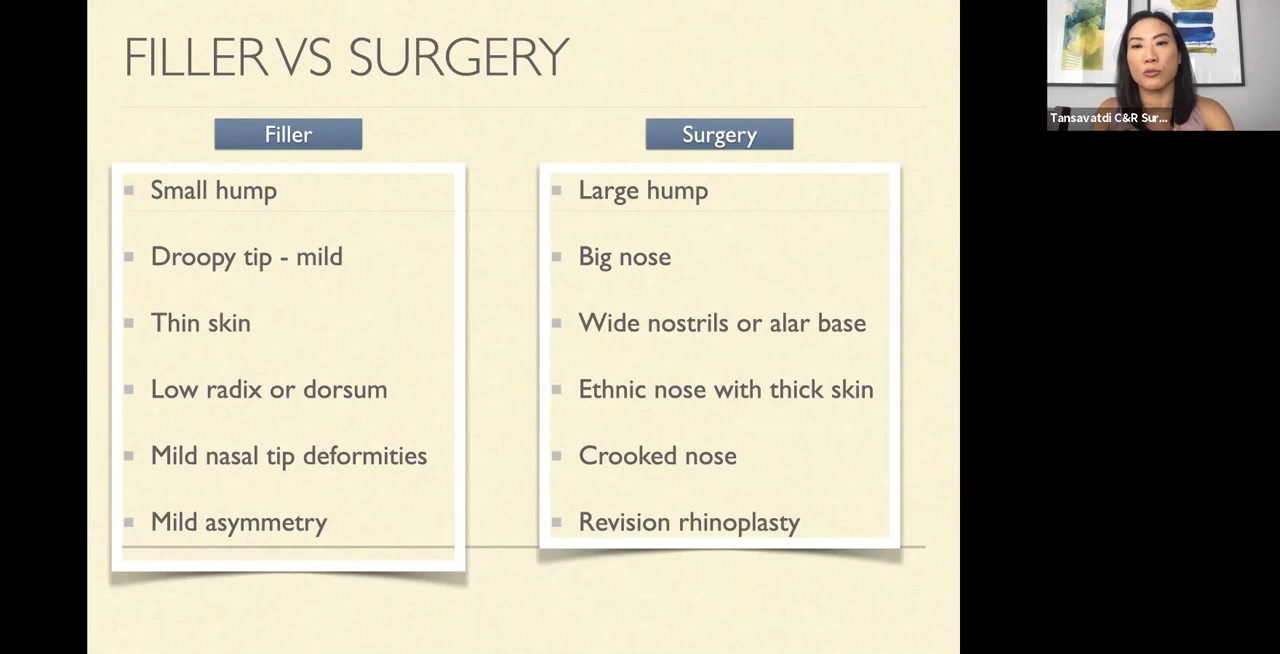 FILLER VS SURGERY
Filler
Small hump
Droopy tip - mild
Thin skin
Low radix or dorsum
Mild nasal tip deformities
Mild asymmetry
Surgery
Large hump
Big nose
Wide nostrils or alar base
Ethnic nose with thick skin
Crooked nose
Revision rhinoplasty
Tansavatdi C&R Sur...